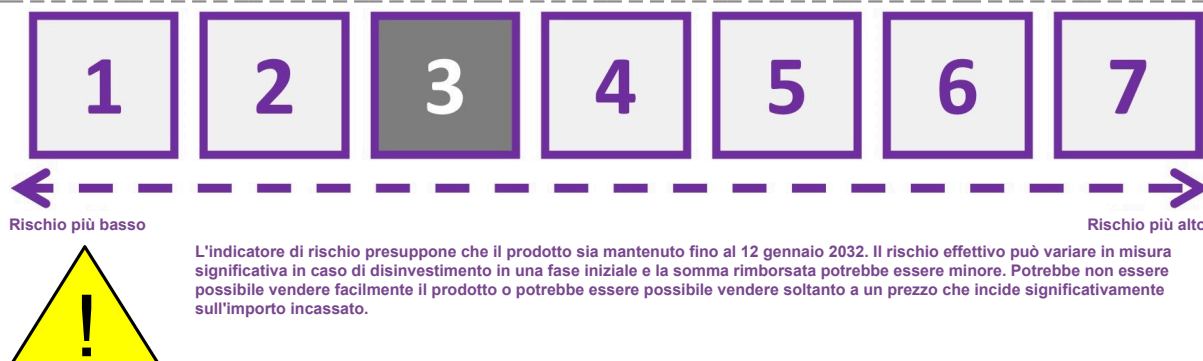 1 2 3 4 5 6 7
Rischio più basso Rischio più alto
L'indicatore di rischio presuppone che il prodotto sia mantenuto fino al 12 gennaio 2032. Il rischio effettivo può variare in misura
significativa in caso di disinvestimento in una fase iniziale e la somma rimborsata potrebbe essere minore. Potrebbe non essere
possibile vendere facilmente il prodotto o potrebbe essere possibile vendere soltanto a un prezzo che incide significativamente
sull'importo incassato.
!